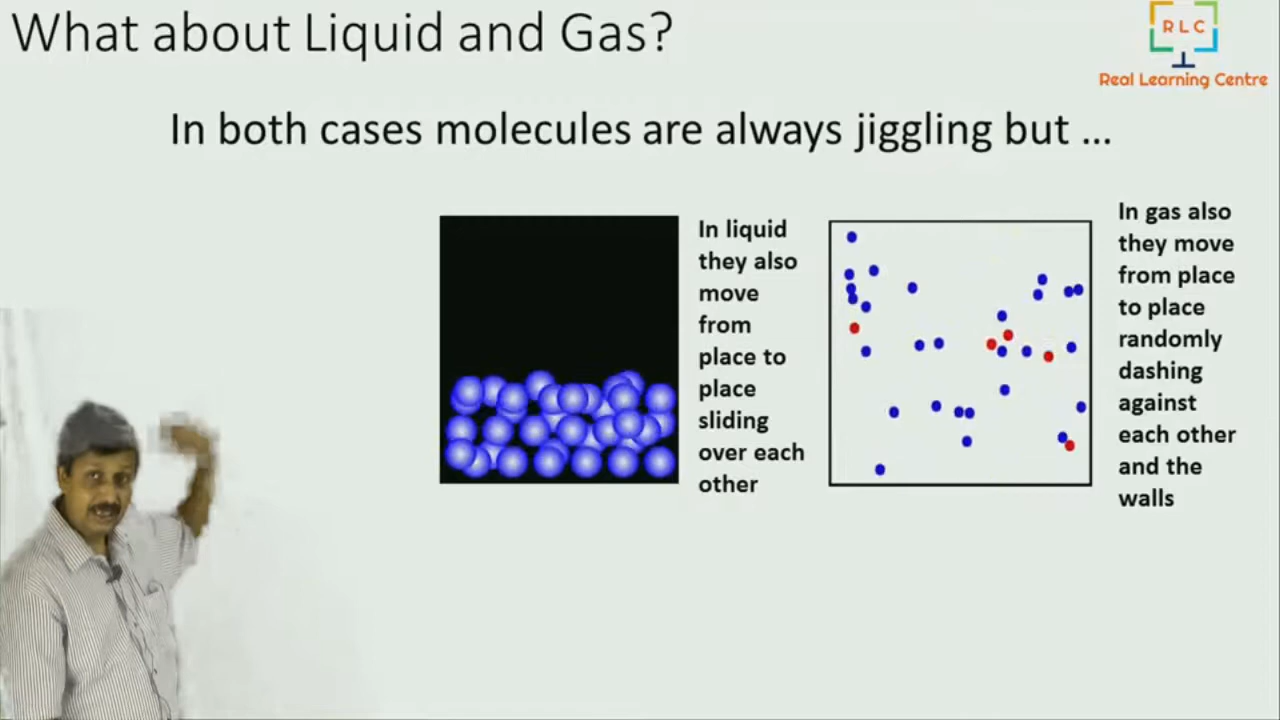 What about Liquid and Gas?
R L C
Real Learning Centre
In both cases molecules are always jiggling but ...
In liquid
they also
move
from
place to
place
sliding
over each
other
In gas also
they move
from place
to place
randomly
dashing
against
each other
and the
walls